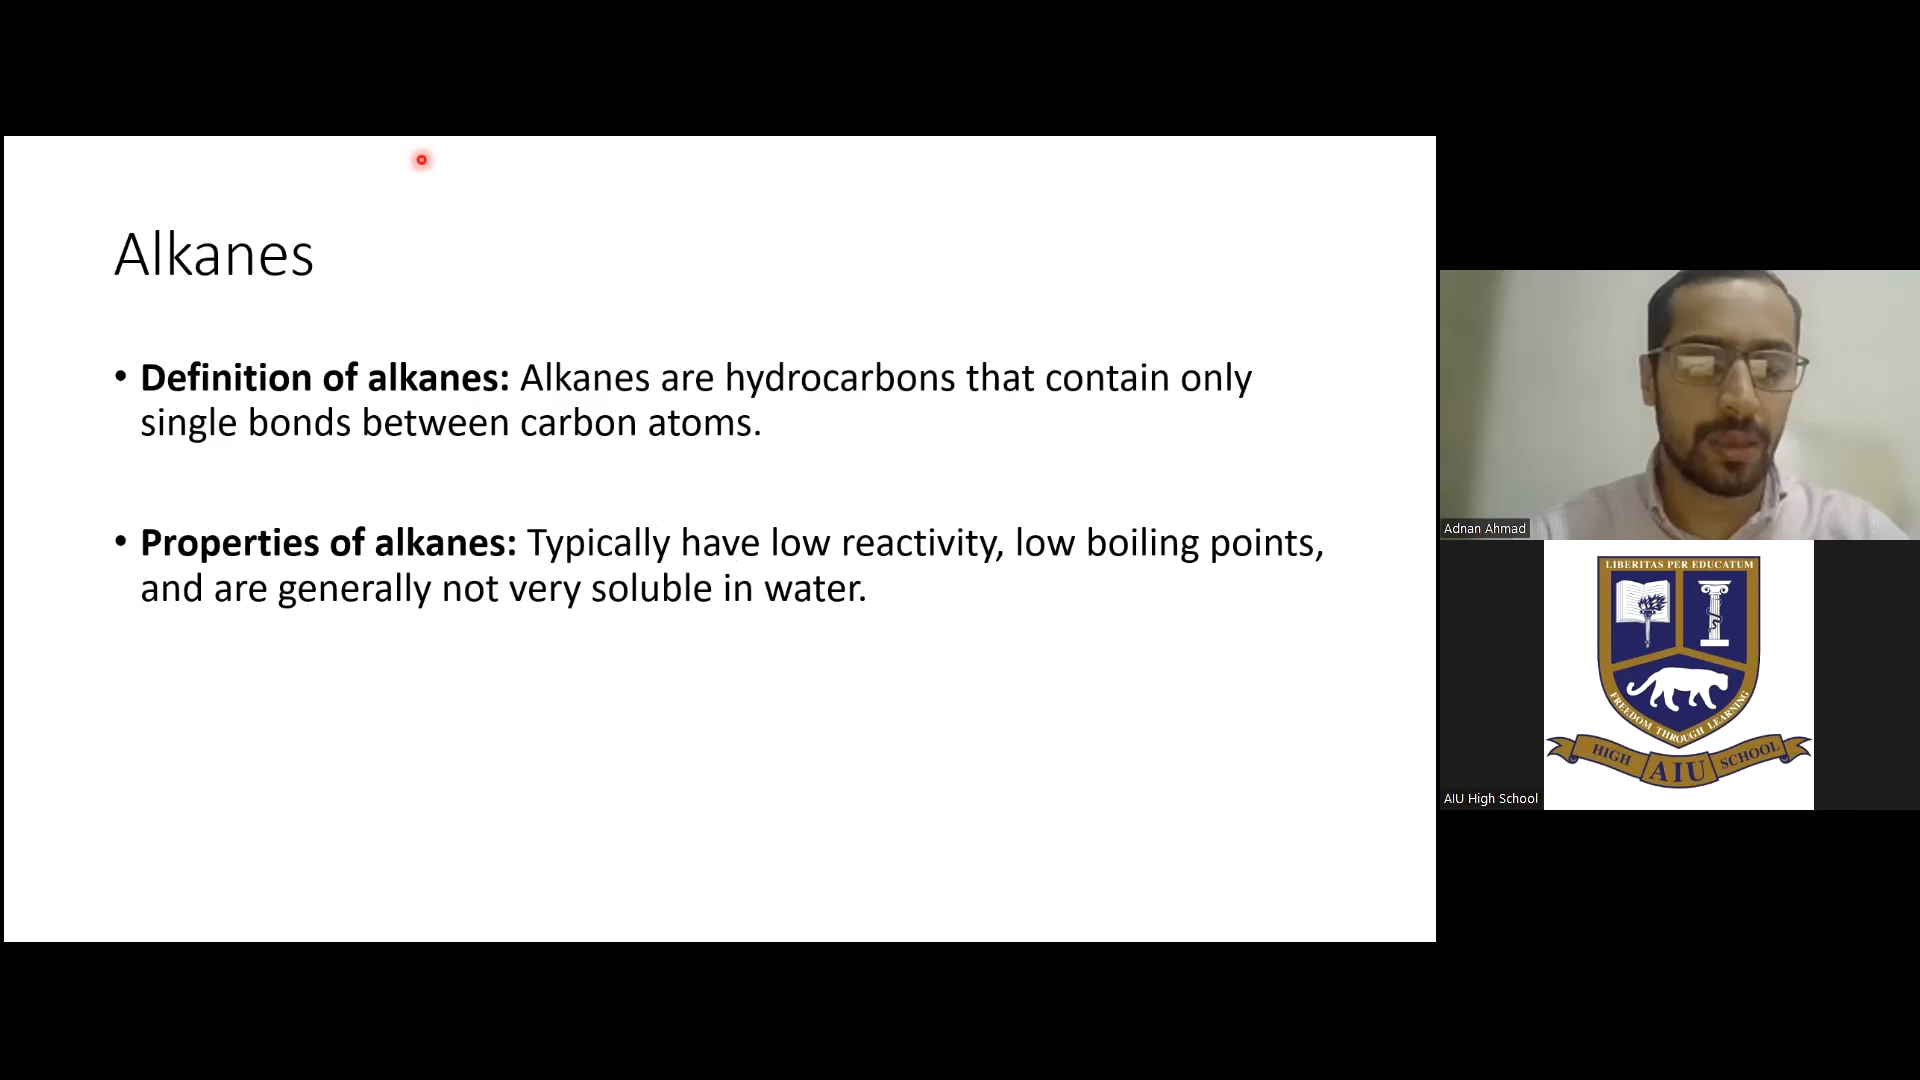 Alkanes
• Definition of alkanes: Alkanes are hydrocarbons that contain only
single bonds between carbon atoms.
• Properties of alkanes: Typically have low reactivity, low boiling points,
and are generally not very soluble in water.
Adnan Ahmad
LIBERITAS PER EDUCATUM
FREEDOM THROUGH LEARNING
HIGH AIU SCHOOL
AIU High School